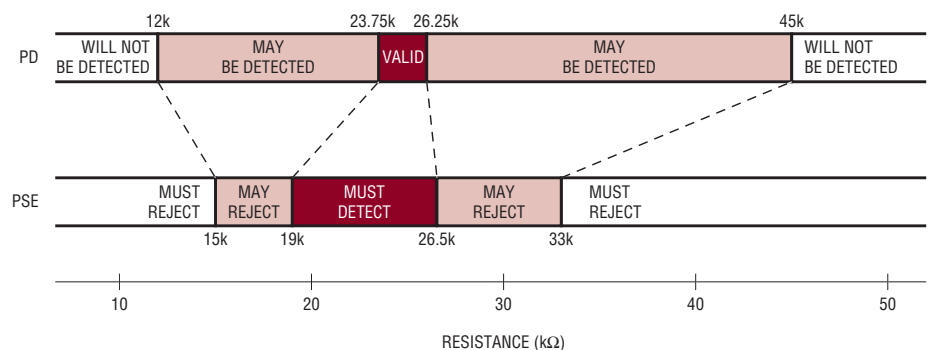 12k 23.75k 26.25k 45k
PD
WILL NOT
BE DETECTED
MAY
BE DETECTED
VALID
MAY
BE DETECTED
WILL NOT
BE DETECTED
PSE
MUST
REJECT
MAY
REJECT
MUST
DETECT
MAY
REJECT
MUST
REJECT
15k 19k 26.5k 33k
10 20 30 40 50
RESISTANCE (kΩ)